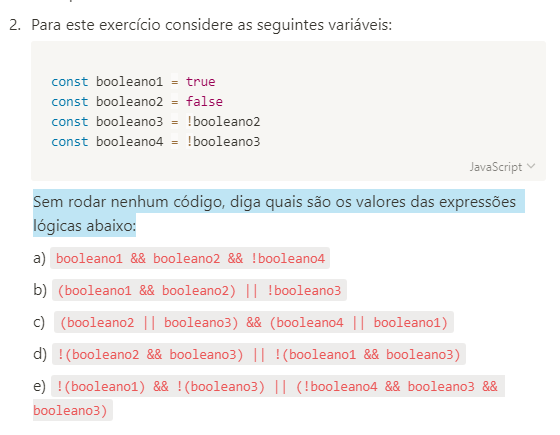 2. Para este exercício considere as seguintes variáveis:
const booleano1 = true
const booleano2 = false
const booleano3 = !booleano2
const booleano4 = !booleano3
JavaScript
Sem rodar nenhum código, diga quais são os valores das expressões
lógicas abaixo:
a) booleano1 && booleano2 && !booleano4
b) (booleano1 && booleano2) || !booleano3
c) (booleano2 || booleano3) && (booleano4 || booleano1)
d) !(booleano2 && booleano3) || !(booleano1 && booleano3)
e) !(booleano1) && !(booleano3) || (!booleano4 && booleano3 &&
booleano3)